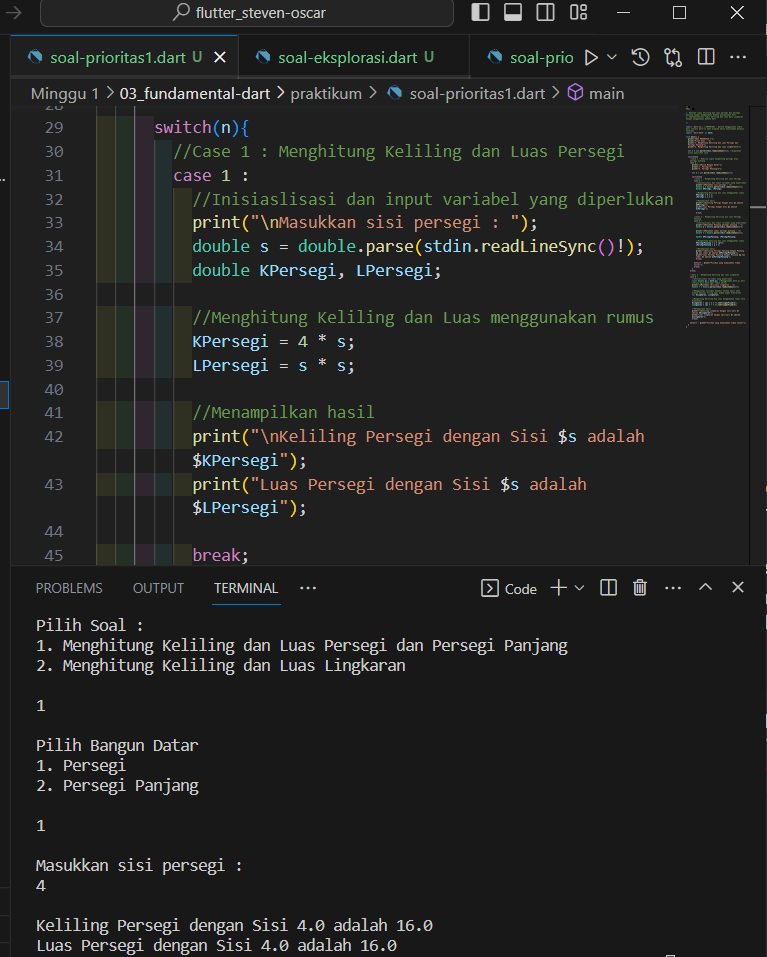 flutter_steven-oscar
soal-prioritas1.dart U
soal-eksplorasi.dart U
soal-prio
Minggu 1 > 03_fundamental-dart > praktikum > soal-prioritas1.dart > main
28
29 switch(n){
30 //Case 1 : Menghitung Keliling dan Luas Persegi
31 case 1 :
32 //Inisiaslisasi dan input variabel yang diperlukan
33 print("\nMasukkan sisi persegi : ");
34 double s = double.parse(stdin.readLineSync()!);
35 double KPersegi, LPersegi;
36
37 //Menghitung Keliling dan Luas menggunakan rumus
38 KPersegi = 4 * s;
39 LPersegi = s * s;
40
41 //Menampilkan hasil
42 print("\nKeliling Persegi dengan Sisi $s adalah
$KPersegi");
43 print("Luas Persegi dengan Sisi $s adalah
$LPersegi");
44
45 break;
PROBLEMS OUTPUT TERMINAL ... Code
Pilih Soal :
1. Menghitung Keliling dan Luas Persegi dan Persegi Panjang
2. Menghitung Keliling dan Luas Lingkaran
1
Pilih Bangun Datar
1. Persegi
2. Persegi Panjang
1
Masukkan sisi persegi :
4
Keliling Persegi dengan Sisi 4.0 adalah 16.0
Luas Persegi dengan Sisi 4.0 adalah 16.0